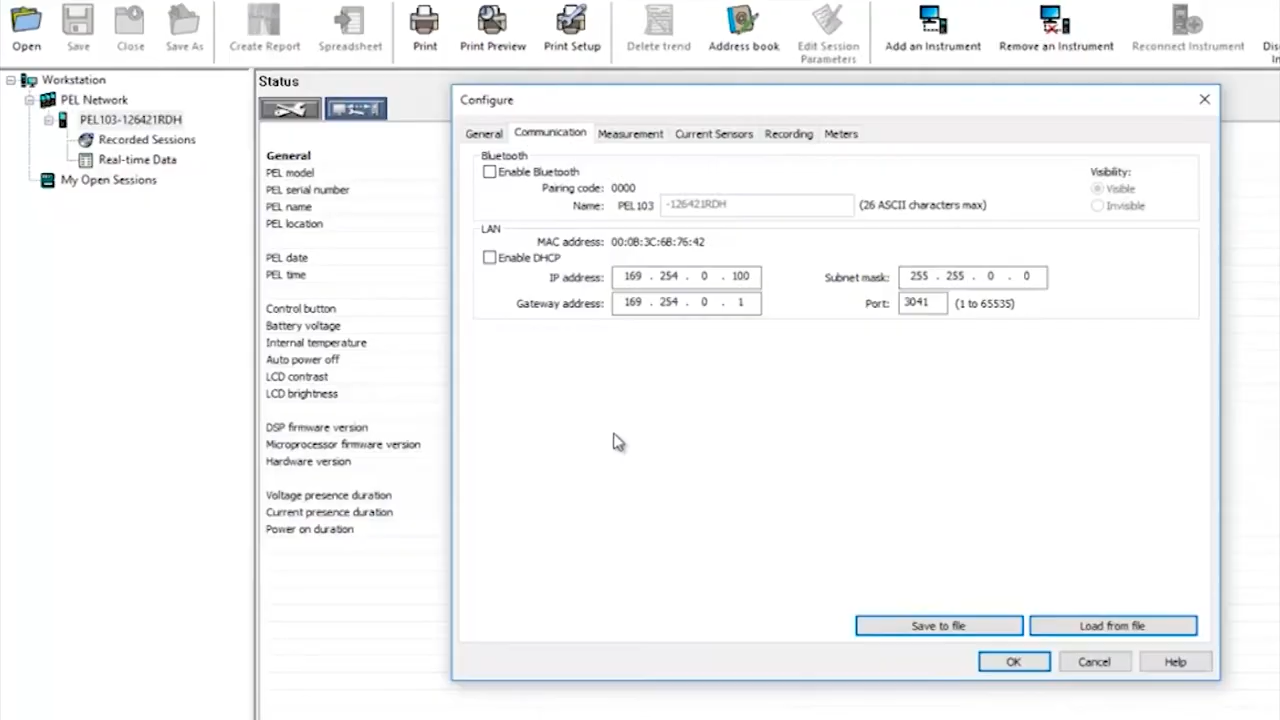 Open Save Close Save As Create Report Spreadsheet Print Print Preview Print Setup Delete trend Address book Edit Session Parameters Add an Instrument Remove an Instrument Reconnect Instrument
Workstation
PEL Network
PEL103-126421RDH
Recorded Sessions
Real-time Data
My Open Sessions
Status
General
PEL model
PEL serial number
PEL name
PEL location
PEL date
PEL time
Control button
Battery voltage
Internal temperature
Auto power off
LCD contrast
LCD brightness
DSP firmware version
Microprocessor firmware version
Hardware version
Voltage presence duration
Current presence duration
Power on duration
Configure
General Communication Measurement Current Sensors Recording Meters
Bluetooth
Enable Bluetooth
Pairing code: 0000
Name: PEL103 -126421RDH (26 ASCII characters max)
Visibility:
Visible
Invisible
LAN
MAC address: 00:08:3C:68:76:42
Enable DHCP
IP address: 169 . 254 . 0 . 100 Subnet mask: 255 . 255 . 0 . 0
Gateway address: 169 . 254 . 0 . 1 Port: 3041 (1 to 65535)
Save to file Load from file
OK Cancel Help